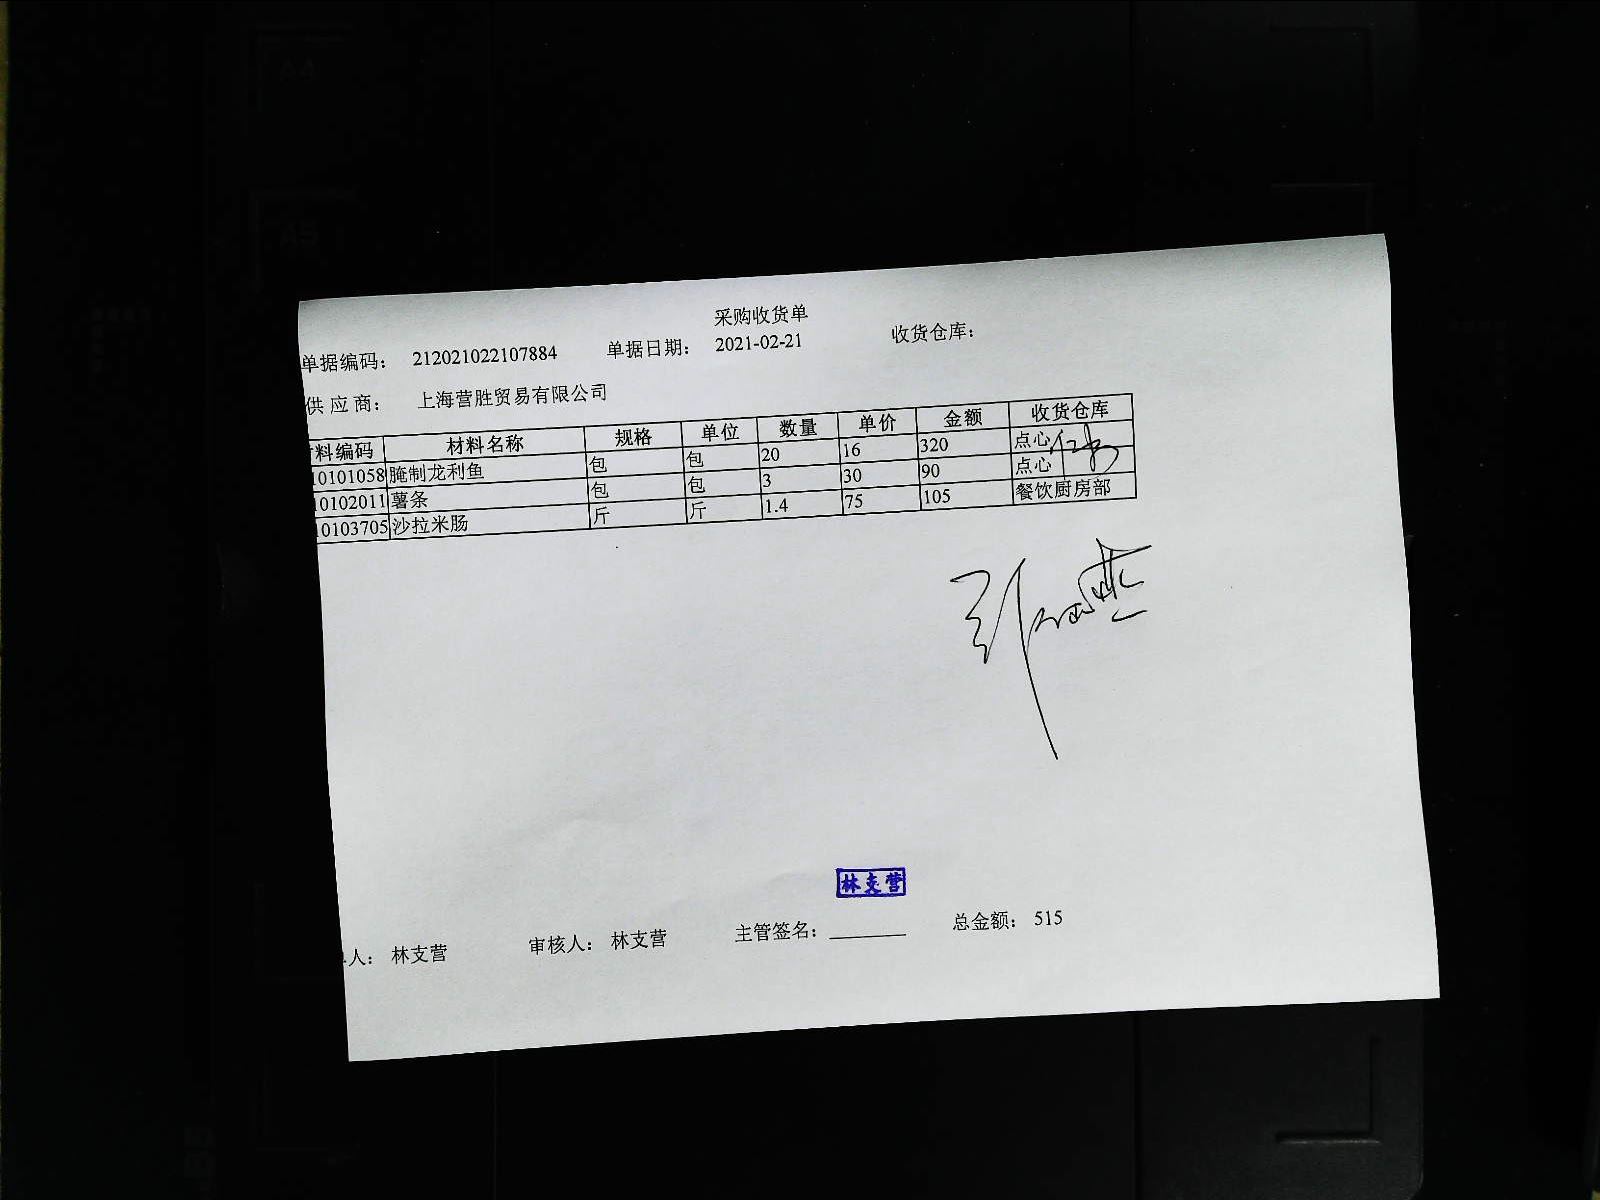 采购收货单
单据编码： 212021022107884 单据日期： 2021-02-21 收货仓库：
供 应 商： 上海营胜贸易有限公司
料编码 材料名称 规格 单位 数量 单价 金额 收货仓库
10101058 腌制龙利鱼 包 包 20 16 320 点心
10102011 薯条 包 包 3 30 90 点心
10103705 沙拉米肠 斤 斤 1.4 75 105 餐饮厨房部
林支营
人： 林支营 审核人： 林支营 主管签名： 总金额： 515